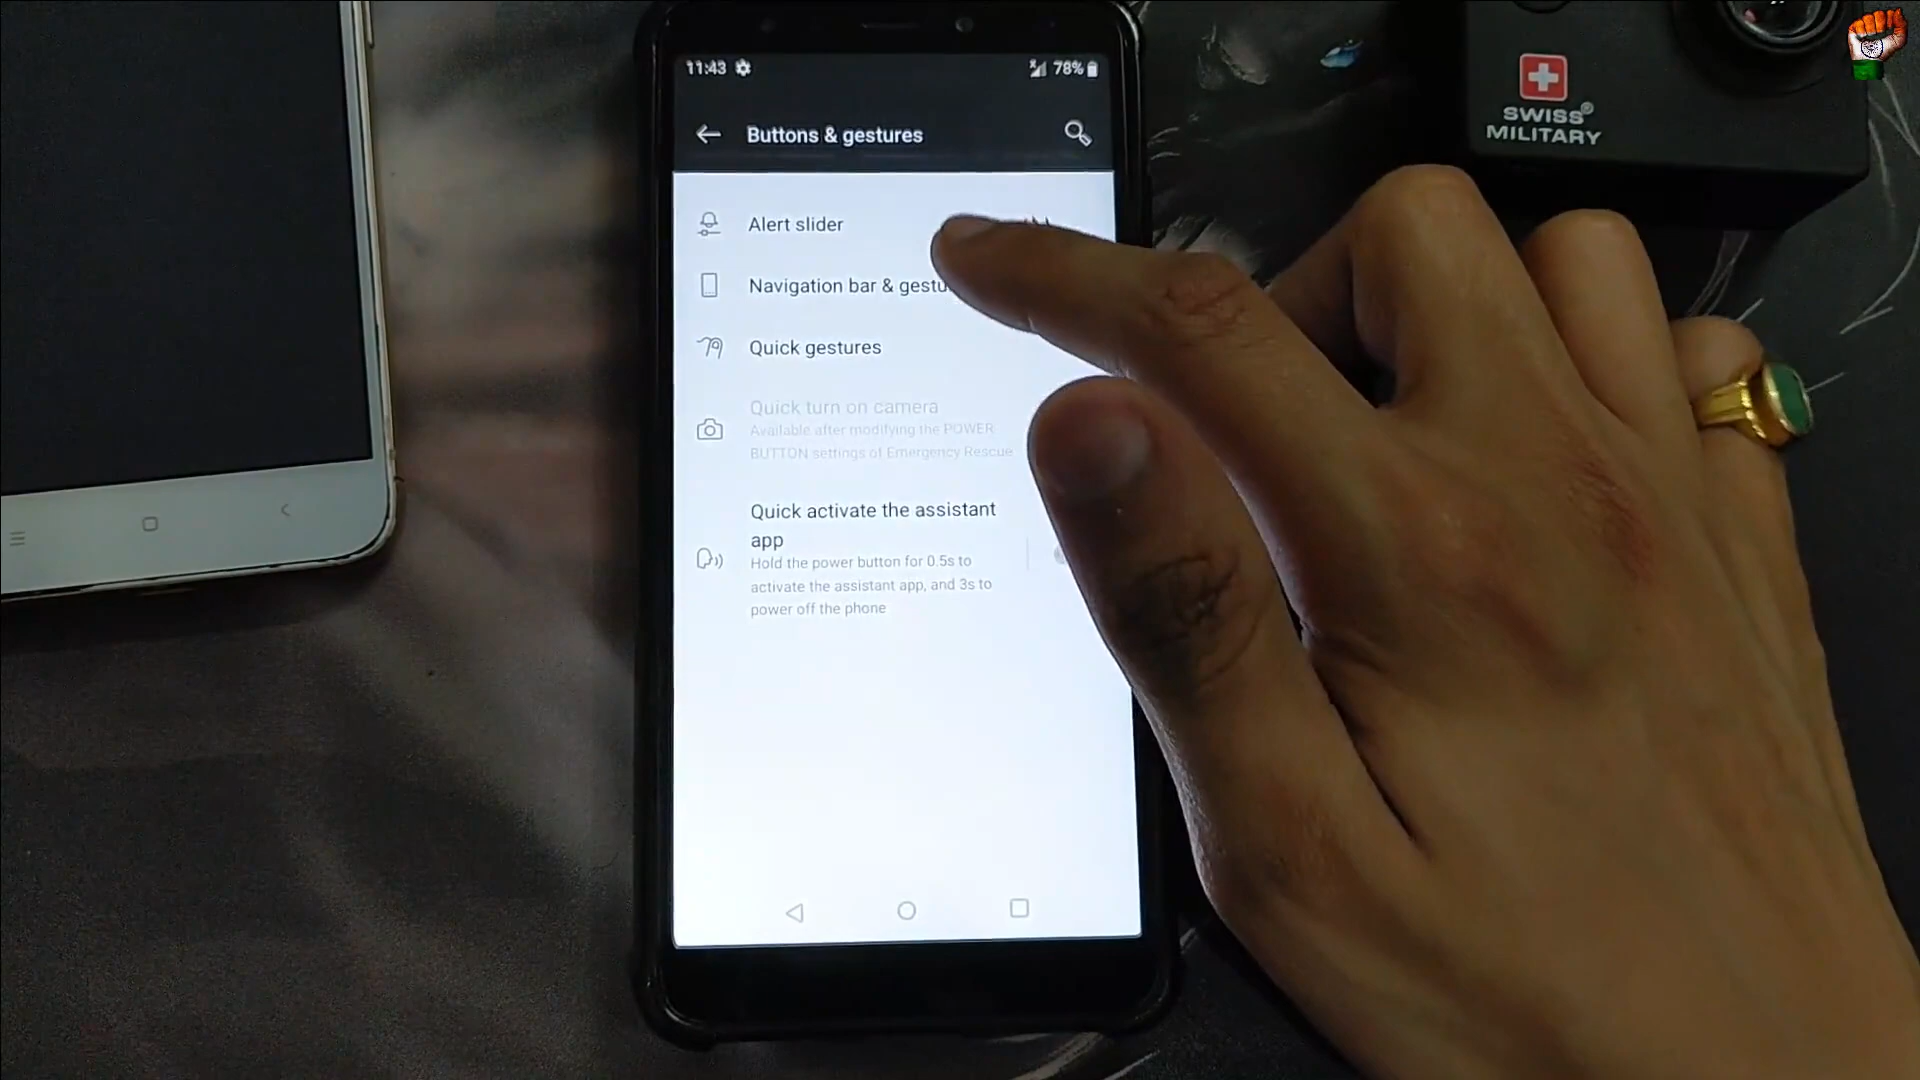 11:43
78%
Buttons & gestures
Alert slider
Navigation bar & gestu
Quick gestures
Quick turn on camera
Available after modifying the POWER
BUTTON settings of Emergency Rescue
Quick activate the assistant
app
Hold the power button for 0.5s to
activate the assistant app, and 3s to
power off the phone
SWISS®
MILITARY